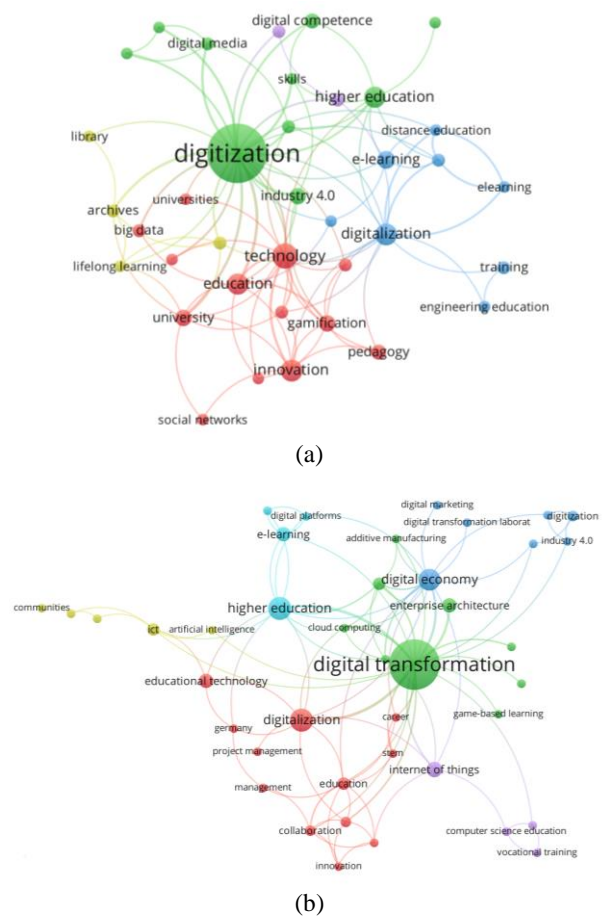 digital competence
digital media
skills
higher education
distance education
library
digitization
e-learning
elearning
universities
industry 4.0
archives
big data
digitalization
technology
lifelong learning
training
education
engineering education
university
gamification
pedagogy
innovation
social networks
(a)
digital marketing
digital platforms
digitization
digital transformation laborat
e-learning
additive manufacturing
industry 4.0
digital economy
communities
higher education
enterprise architecture
ict
artificial intelligence
cloud computing
digital transformation
educational technology
career
game-based learning
digitalization
germany
project management
stem
internet of things
management
education
collaboration
computer science education
innovation
vocational training
(b)